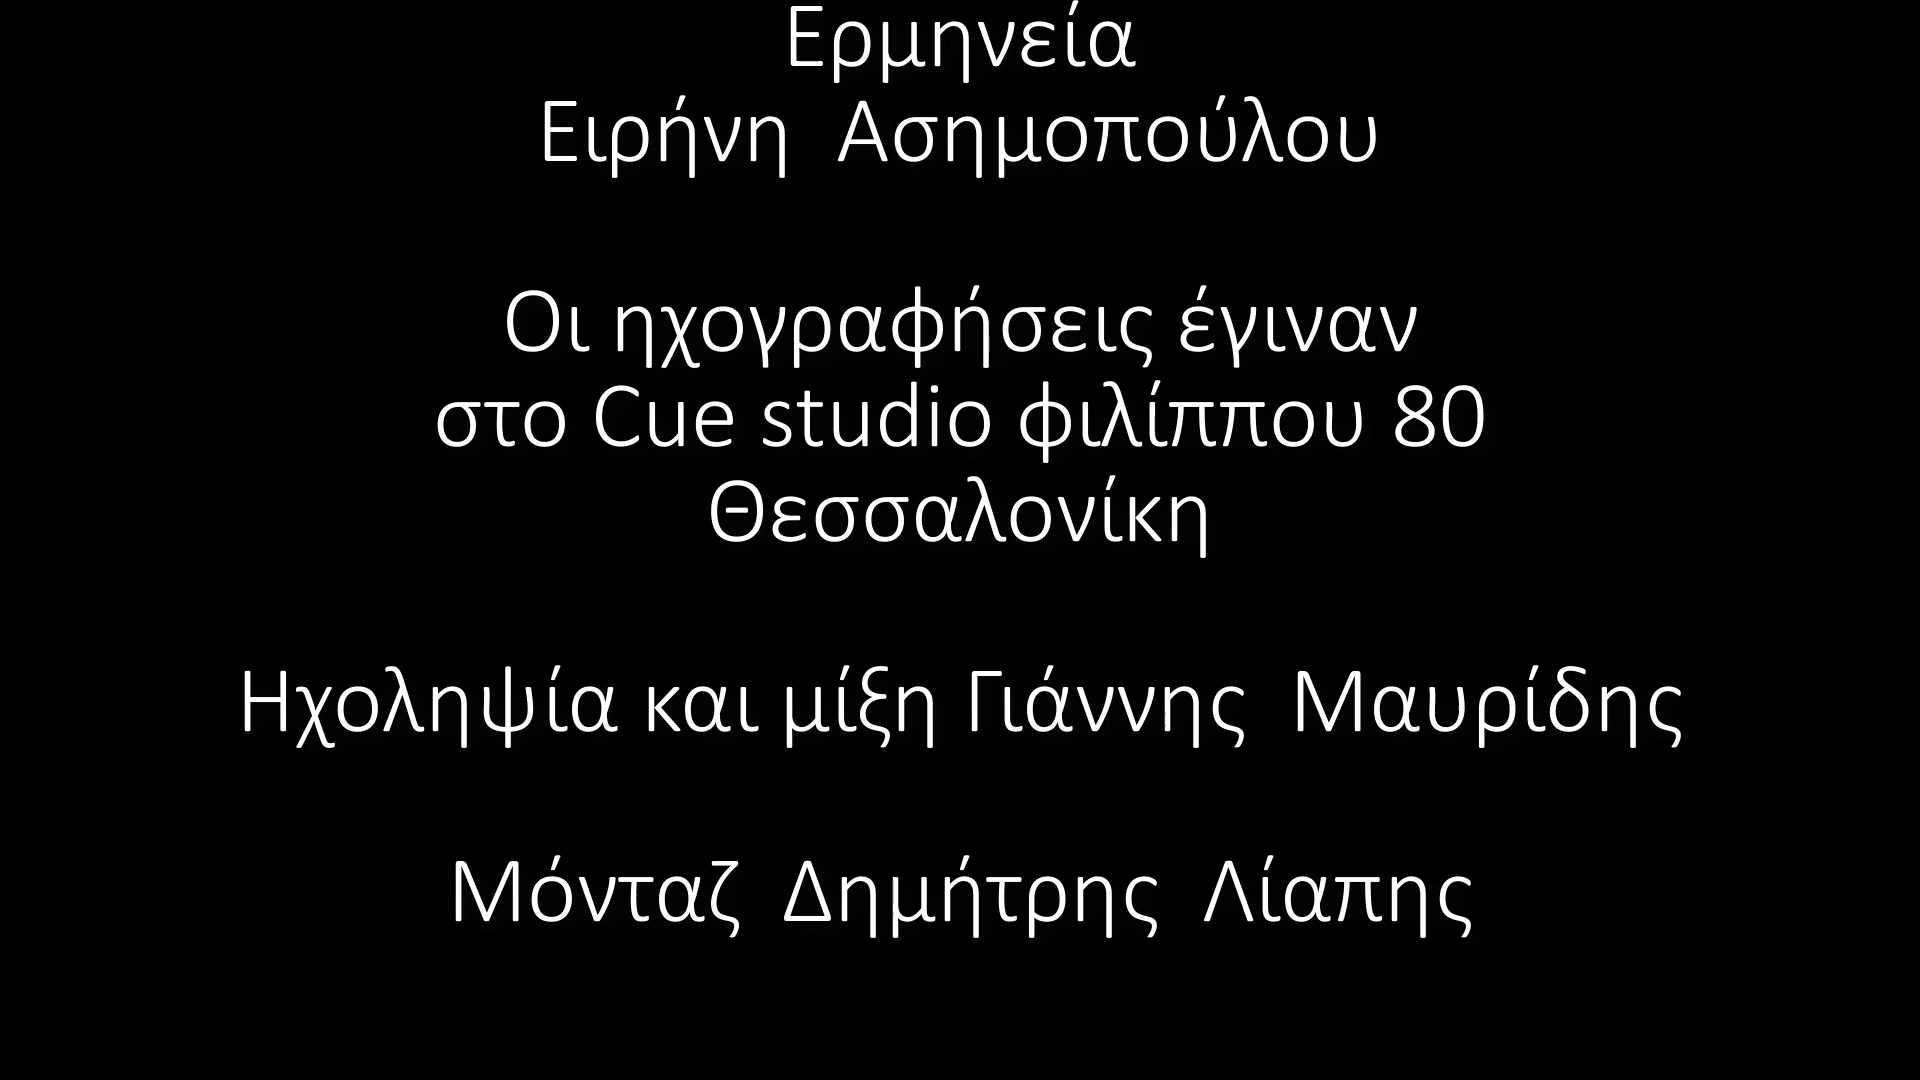 Ερμηνεία
Ειρήνη Ασημοπούλου
Οι ηχογραφήσεις έγιναν
στο Cue studio φιλίππου 80
Θεσσαλονίκη
Ηχοληψία και μίξη Γιάννης Μαυρίδης
Μόνταζ Δημήτρης Λίαπης